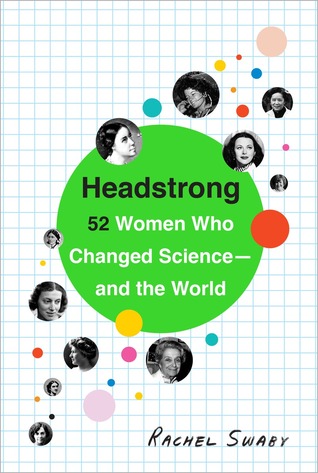 Headstrong
52 Women Who
Changed Science—
and the World
RACHEL SWABY